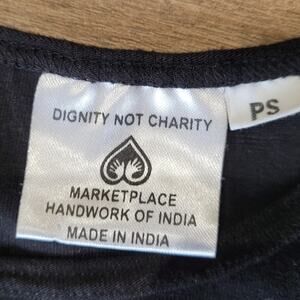 DIGNITY NOT CHARITY
PS
MARKETPLACE
HANDWORK OF INDIA
MADE IN INDIA